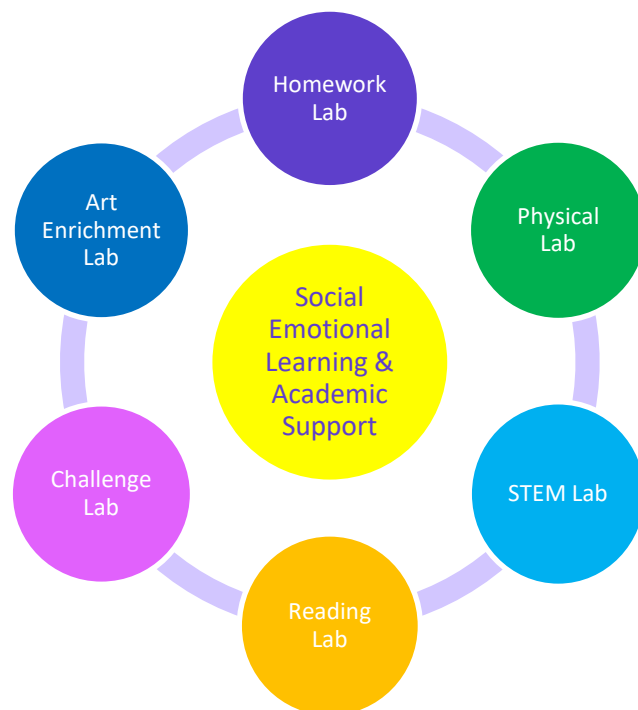 Homework
Lab
Physical
Lab
STEM Lab
Reading
Lab
Challenge
Lab
Art
Enrichment
Lab
Social
Emotional
Learning &
Academic
Support